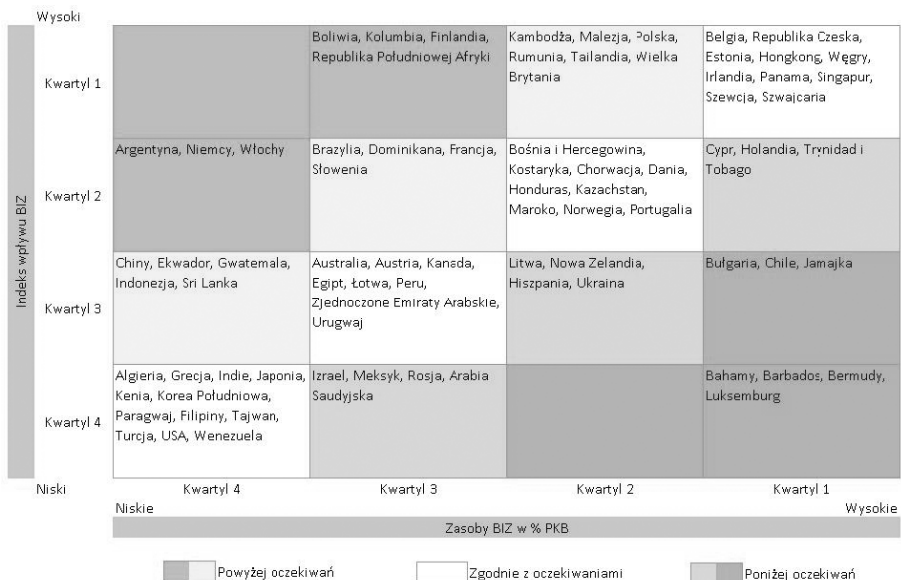 Wysoki
Indeks wpływu BIZ
Kwartyl 1
Boliwia, Kolumbia, Finlandia,
Republika Południowej Afryki
Kambodża, Malezja, Polska,
Rumunia, Tailandia, Wielka
Brytania
Belgia, Republika Czeska,
Estonia, Hongkong, Węgry,
Irlandia, Panama, Singapur,
Szewcja, Szwajcaria
Kwartyl 2
Argentyna, Niemcy, Włochy
Brazylia, Dominikana, Francja,
Słowenia
Bośnia i Hercegowina,
Kostaryka, Chorwacja, Dania,
Honduras, Kazachstan,
Maroko, Norwegia, Portugalia
Cypr, Holandia, Trynidad i
Tobago
Kwartyl 3
Chiny, Ekwador, Gwatemala,
Indonezja, Sri Lanka
Australia, Austria, Kanada,
Egipt, Łotwa, Peru,
Zjednoczone Emiraty Arabskie,
Urugwaj
Litwa, Nowa Zelandia,
Hiszpania, Ukraina
Bułgaria, Chile, Jamajka
Kwartyl 4
Algieria, Grecja, Indie, Japonia,
Kenia, Korea Południowa,
Paragwaj, Filipiny, Tajwan,
Turcja, USA, Wenezuela
Izrael, Meksyk, Rosja, Arabia
Saudyjska
Bahamy, Barbados, Bermudy,
Luksemburg
Niski
Kwartyl 4
Kwartyl 3
Kwartyl 2
Kwartyl 1
Niskie
Wysokie
Zasoby BIZ w % PKB
Powyżej oczekiwań
Zgodnie z oczekiwaniami
Poniżej oczekiwań